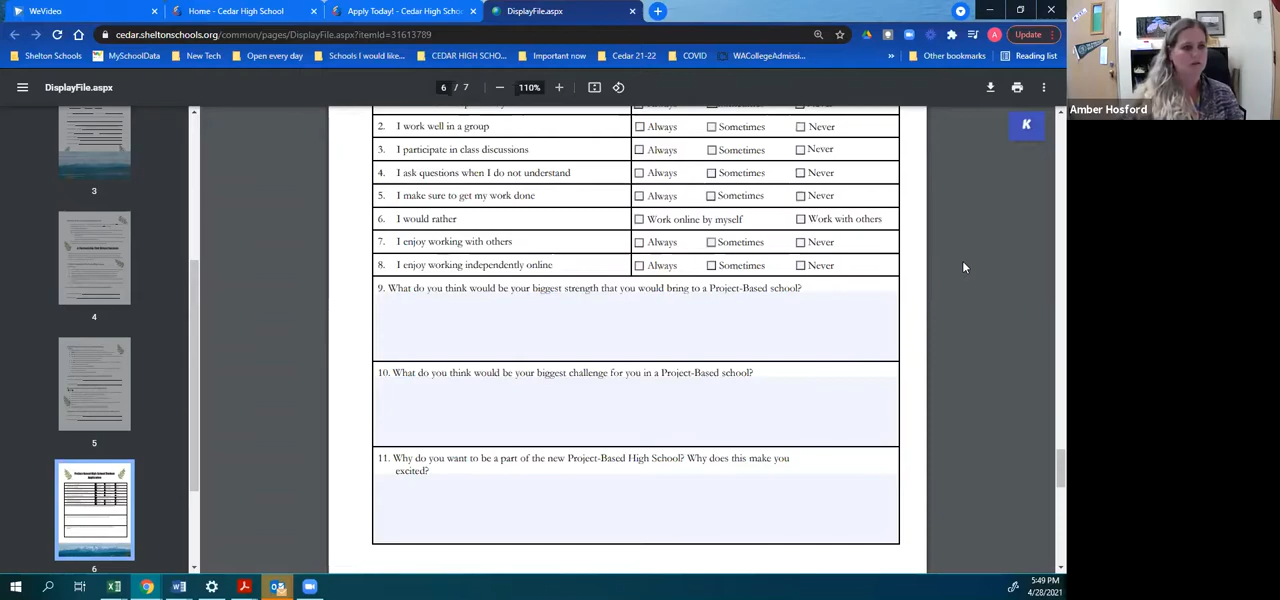 WeVideo
Home - Cedar High School
Apply Today! - Cedar High Schoo
DisplayFile.aspx
cedar.sheltonschools.org/common/pages/DisplayFile.aspx?itemId=31613789
A
Update
Shelton Schools
MySchoolData
New Tech
Open every day
Schools I would like...
CEDAR HIGH SCHO...
Important now
Cedar 21-22
COVID
WACollegeAdmissi...
»
Other bookmarks
Reading list
DisplayFile.aspx
6 / 7
110%
Amber Hosford
K
2. I work well in a group
Always
Sometimes
Never
3. I participate in class discussions
Always
Sometimes
Never
4. I ask questions when I do not understand
Always
Sometimes
Never
5. I make sure to get my work done
Always
Sometimes
Never
6. I would rather
Work online by myself
Work with others
7. I enjoy working with others
Always
Sometimes
Never
8. I enjoy working independently online
Always
Sometimes
Never
9. What do you think would be your biggest strength that you would bring to a Project-Based school?
10. What do you think would be your biggest challenge for you in a Project-Based school?
11. Why do you want to be a part of the new Project-Based High School? Why does this make you
excited?
3
4
5
6
5:49 PM
4/28/2021